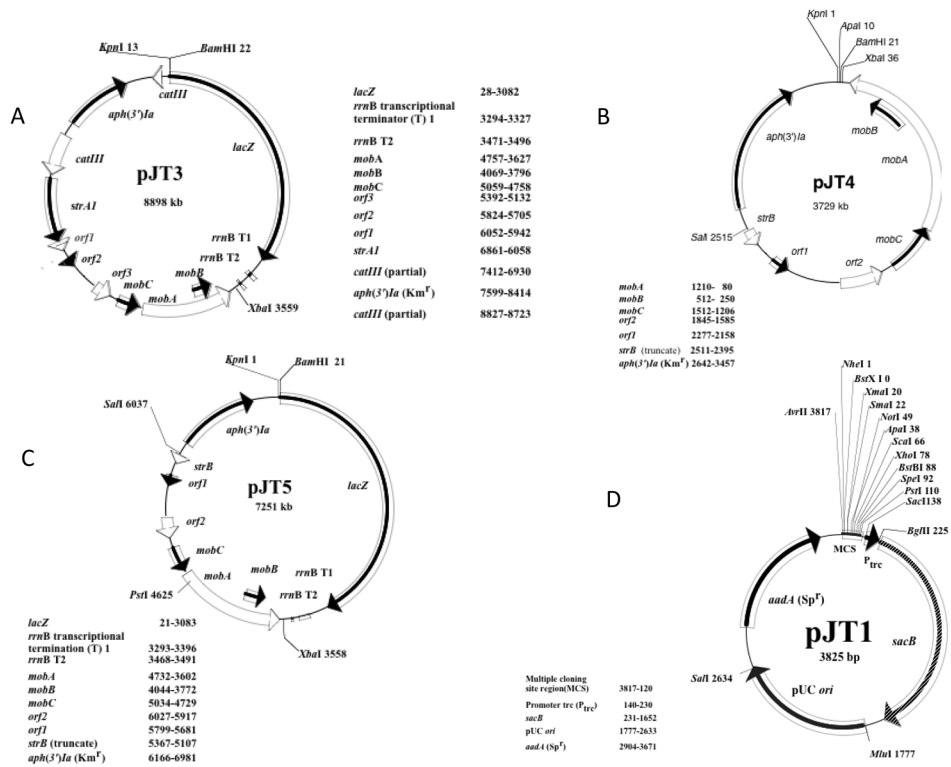 A
KpnI 13
BamHI 22
catIII
aph(3')Ia
catIII
lacZ
pJT3
8898 kb
strA1
orf1
orf2
orf3
mobC
mobA
mobB
rrnB T1
rrnB T2
XbaI 3559
lacZ 28-3082
rrnB transcriptional
terminator (T) 1 3294-3327
rrnB T2 3471-3496
mobA 4757-3627
mobB 4069-3796
mobC 5059-4758
orf3 5392-5132
orf2 5824-5705
orf1 6052-5942
strA1 6861-6058
catIII (partial) 7412-6930
aph(3')Ia (Kmr) 7599-8414
catIII (partial) 8827-8723
B
Kpn I 1
ApaI 10
BamHI 21
XbaI 36
aph(3')Ia
mobB
mobA
pJT4
3729 kb
strB
SalI 2515
orf1
orf2
mobC
mobA 1210- 80
mobB 512- 250
mobC 1512-1206
orf2 1845-1585
orf1 2277-2158
strB (truncate) 2511-2395
aph(3')Ia (Kmr) 2642-3457
C
KpnI 1
BamHI 21
SalI 6037
aph(3')Ia
strB
orf1
pJT5
7251 kb
lacZ
orf2
mobC
mobA
mobB
rrnB T1
rrnB T2
PstI 4625
XbaI 3558
lacZ 21-3083
rrnB transcriptional
termination (T) 1 3293-3396
rrnB T2 3468-3491
mobA 4732-3602
mobB 4044-3772
mobC 5034-4729
orf2 6027-5917
orf1 5799-5681
strB (truncate) 5367-5107
aph(3')Ia (Kmr) 6166-6981
D
NheI 1
BstX I 0
XmaI 20
SmaI 22
NotI 49
ApaI 38
ScaI 66
XhoI 78
BstBI 88
SpeI 92
PstI 110
SacI138
AvrII 3817
BglII 225
MCS
Ptrc
aadA (Spr)
pJT1
3825 bp
sacB
SalI 2634
pUC ori
MluI 1777
Multiple cloning
site region(MCS) 3817-120
Promoter trc (Ptrc) 140-230
sacB 231-1652
pUC ori 1777-2633
aadA (Spr) 2904-3671